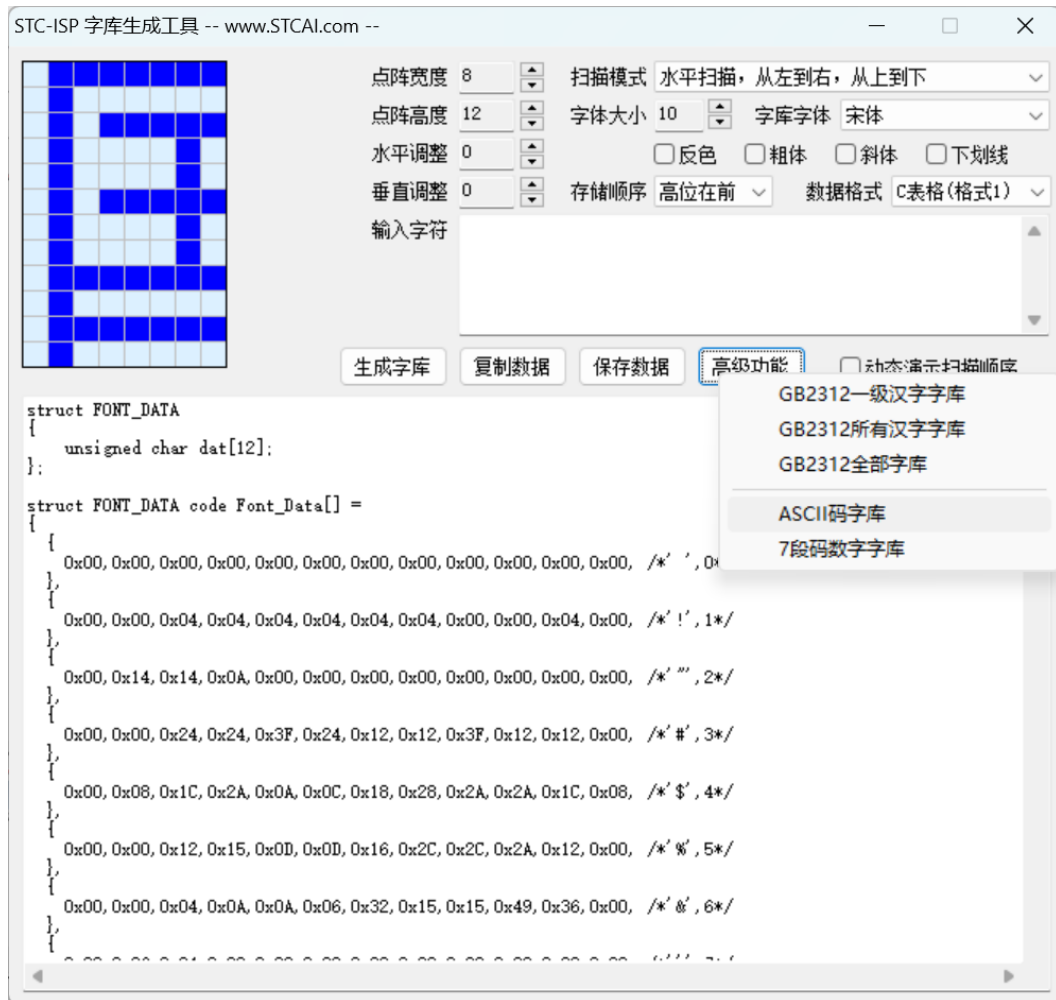 STC-ISP 字库生成工具 -- www.STCAI.com --
点阵宽度 8 扫描模式 水平扫描，从左到右，从上到下
点阵高度 12 字体大小 10 字库字体 宋体
水平调整 0 反色 粗体 斜体 下划线
垂直调整 0 存储顺序 高位在前 数据格式 C表格(格式1)
输入字符
生成字库 复制数据 保存数据 高级功能 动态演示扫描顺序
GB2312一级汉字字库
GB2312所有汉字字库
GB2312全部字库
ASCII码字库
7段码数字字库
struct FONT_DATA
{
unsigned char dat[12];
};
struct FONT_DATA code Font_Data[] =
{
{
0x00,0x00,0x00,0x00,0x00,0x00,0x00,0x00,0x00,0x00,0x00,0x00, /*' ',0
},
{
0x00,0x00,0x04,0x04,0x04,0x04,0x04,0x04,0x00,0x00,0x04,0x00, /*'!',1*/
},
{
0x00,0x14,0x14,0x0A,0x00,0x00,0x00,0x00,0x00,0x00,0x00,0x00, /*'"',2*/
},
{
0x00,0x00,0x24,0x24,0x3F,0x24,0x12,0x12,0x3F,0x12,0x12,0x00, /*'#',3*/
},
{
0x00,0x08,0x1C,0x2A,0x0A,0x0C,0x18,0x28,0x2A,0x2A,0x1C,0x08, /*'$',4*/
},
{
0x00,0x00,0x12,0x15,0x0D,0x0D,0x16,0x2C,0x2C,0x2A,0x12,0x00, /*'%',5*/
},
{
0x00,0x00,0x04,0x0A,0x0A,0x06,0x32,0x15,0x15,0x49,0x36,0x00, /*'&',6*/
},
{